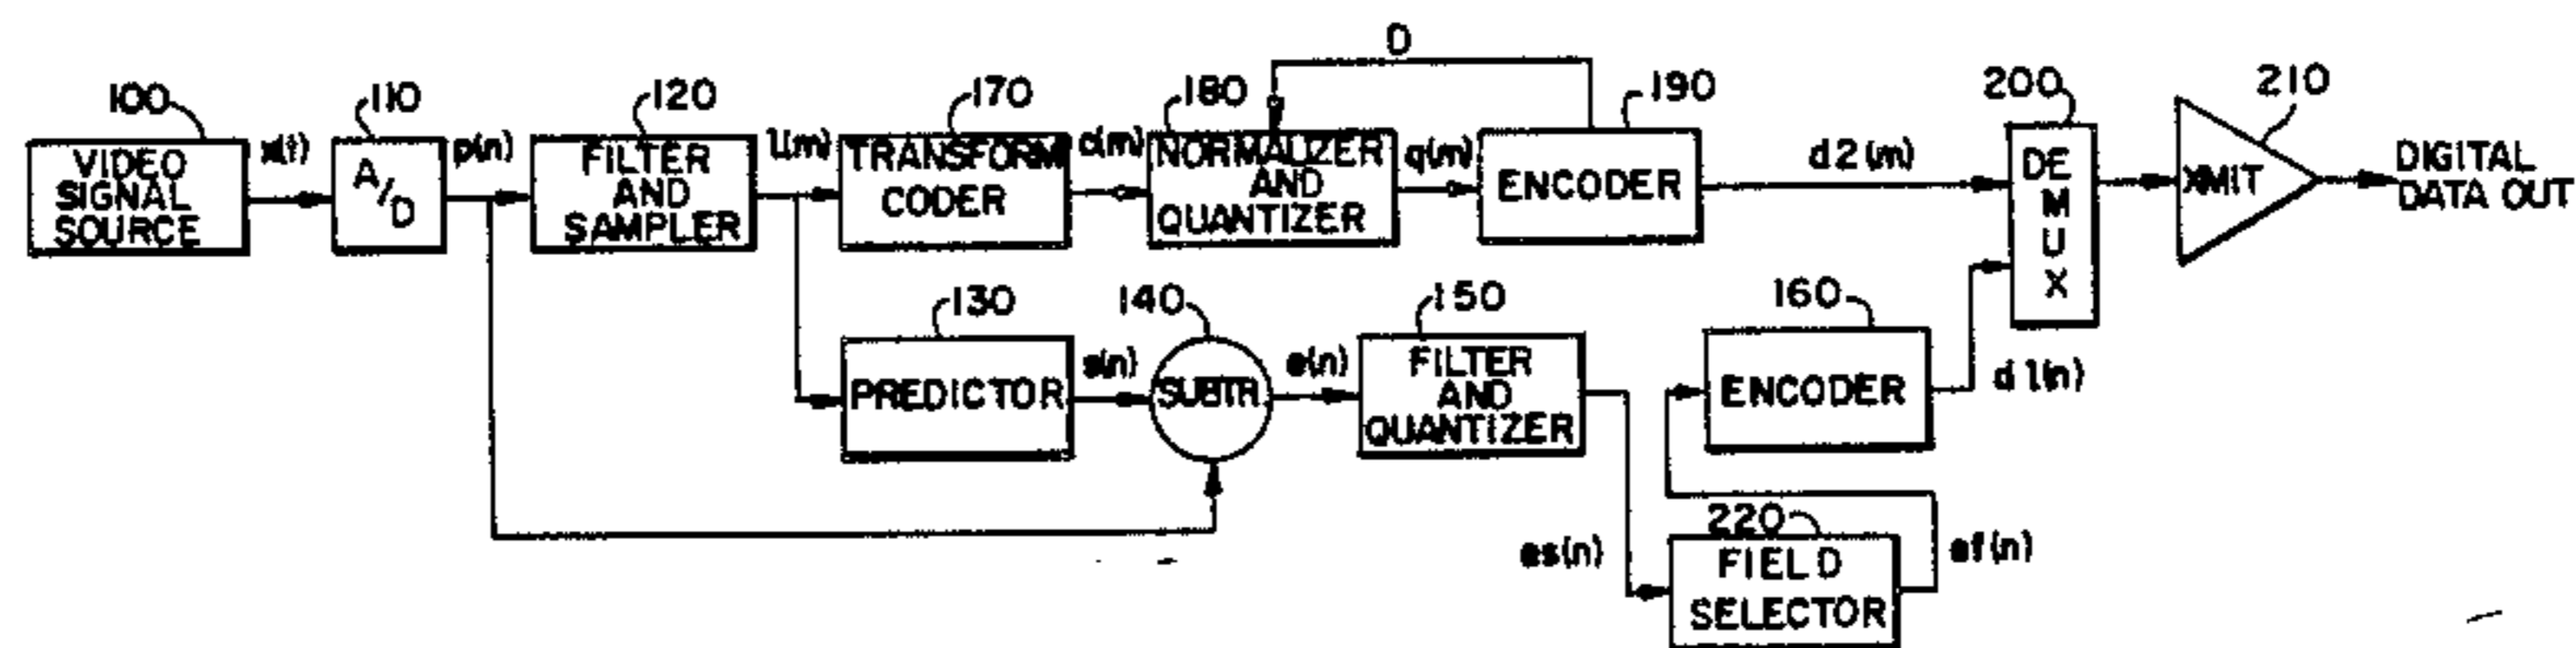 D
100
110
120
170
180
190
200
210
VIDEO
SIGNAL
SOURCE
x(t)
A/D
p(n)
FILTER
AND
SAMPLER
l(m)
TRANSFORM
CODER
c(m)
NORMALIZER
AND
QUANTIZER
q(m)
ENCODER
d2(m)
DE
M
U
X
XMIT
DIGITAL
DATA OUT
130
140
150
160
PREDICTOR
s(n)
SUBTR.
e(n)
FILTER
AND
QUANTIZER
ENCODER
d1(n)
es(n)
220
FIELD
SELECTOR
ef(n)